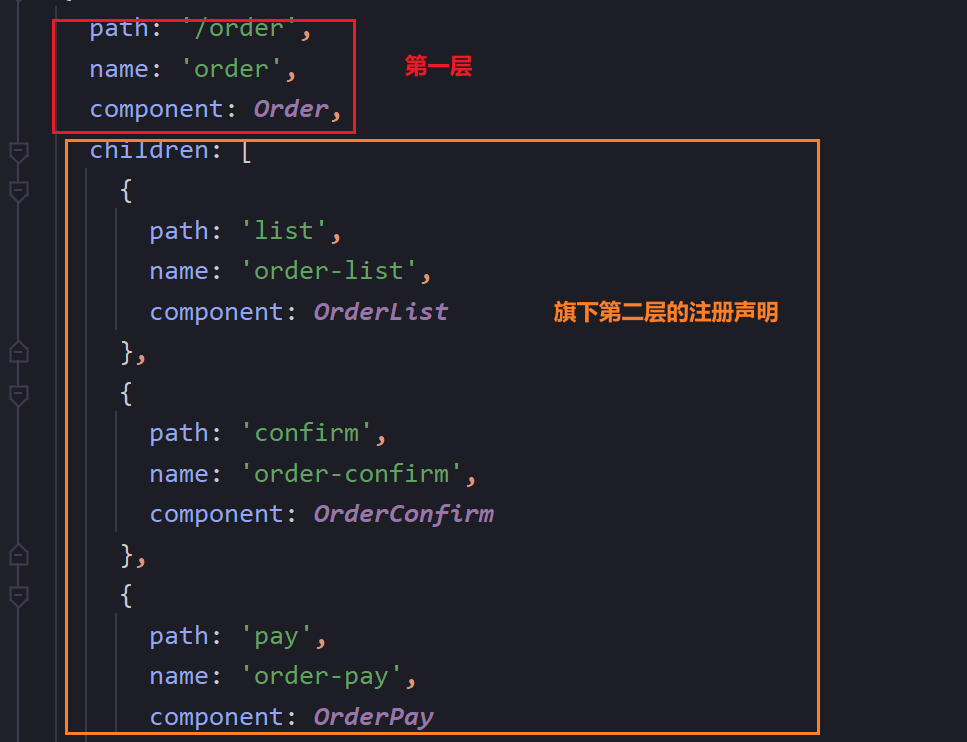 path: '/order',
name: 'order',
第一层
component: Order,
children: [
{
path: 'list',
name: 'order-list',
component: OrderList
旗下第二层的注册声明
},
{
path: 'confirm',
name: 'order-confirm',
component: OrderConfirm
},
{
path: 'pay',
name: 'order-pay',
component: OrderPay